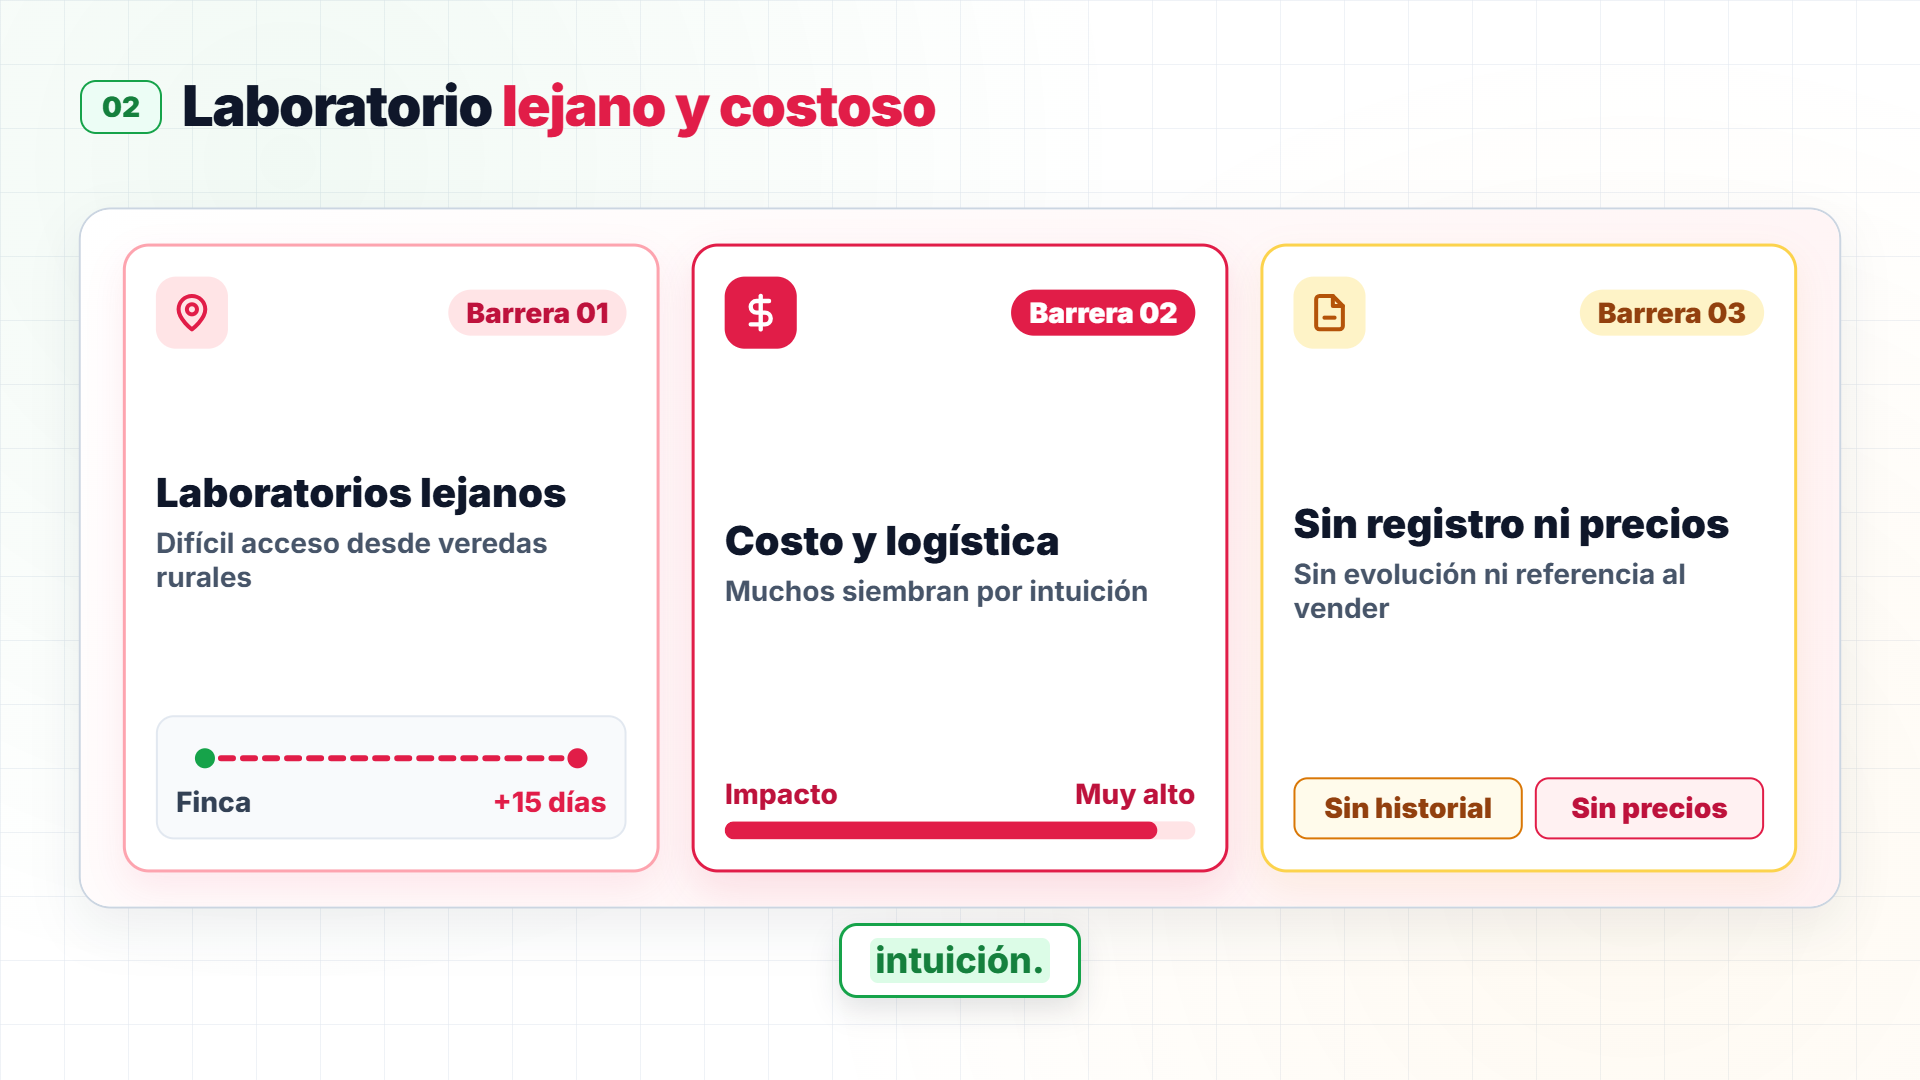 02
Laboratorio lejano y costoso
Barrera 01
Laboratorios lejanos
Difícil acceso desde veredas
rurales
Finca
+15 días
Barrera 02
Costo y logística
Muchos siembran por intuición
Impacto
Muy alto
Barrera 03
Sin registro ni precios
Sin evolución ni referencia al
vender
Sin historial
Sin precios
intuición.